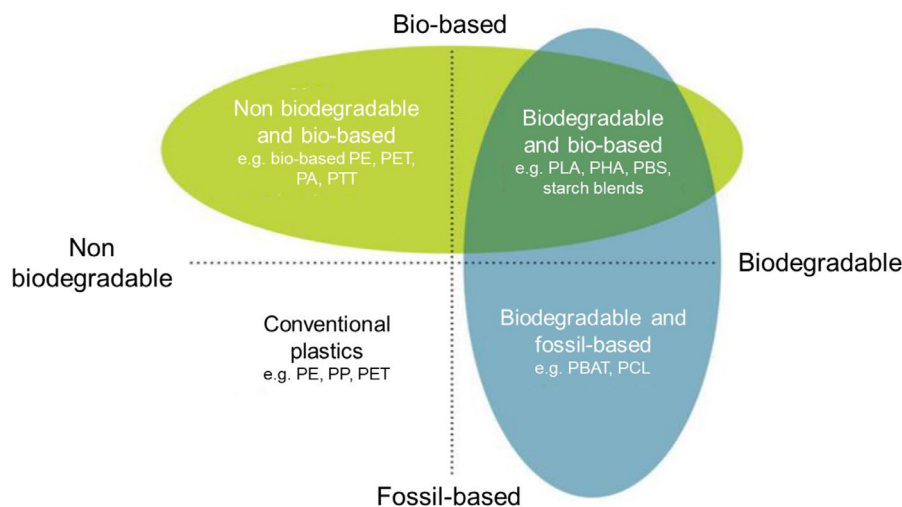 Bio-based
Non biodegradable
and bio-based
e.g. bio-based PE, PET,
PA, PTT
Biodegradable
and bio-based
e.g. PLA, PHA, PBS,
starch blends
Non
biodegradable
Biodegradable
Conventional
plastics
e.g. PE, PP, PET
Biodegradable and
fossil-based
e.g. PBAT, PCL
Fossil-based